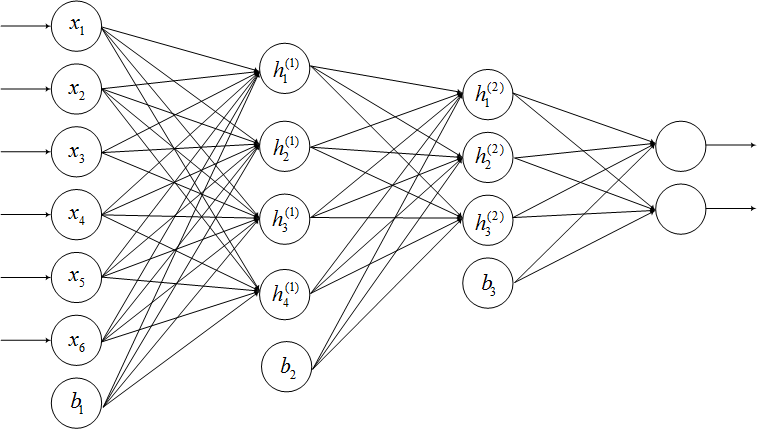 x₁
x₂
x₃
x₄
x₅
x₆
b₁
h₁⁽¹⁾
h₂⁽¹⁾
h₃⁽¹⁾
h₄⁽¹⁾
b₂
h₁⁽²⁾
h₂⁽²⁾
h₃⁽²⁾
b₃